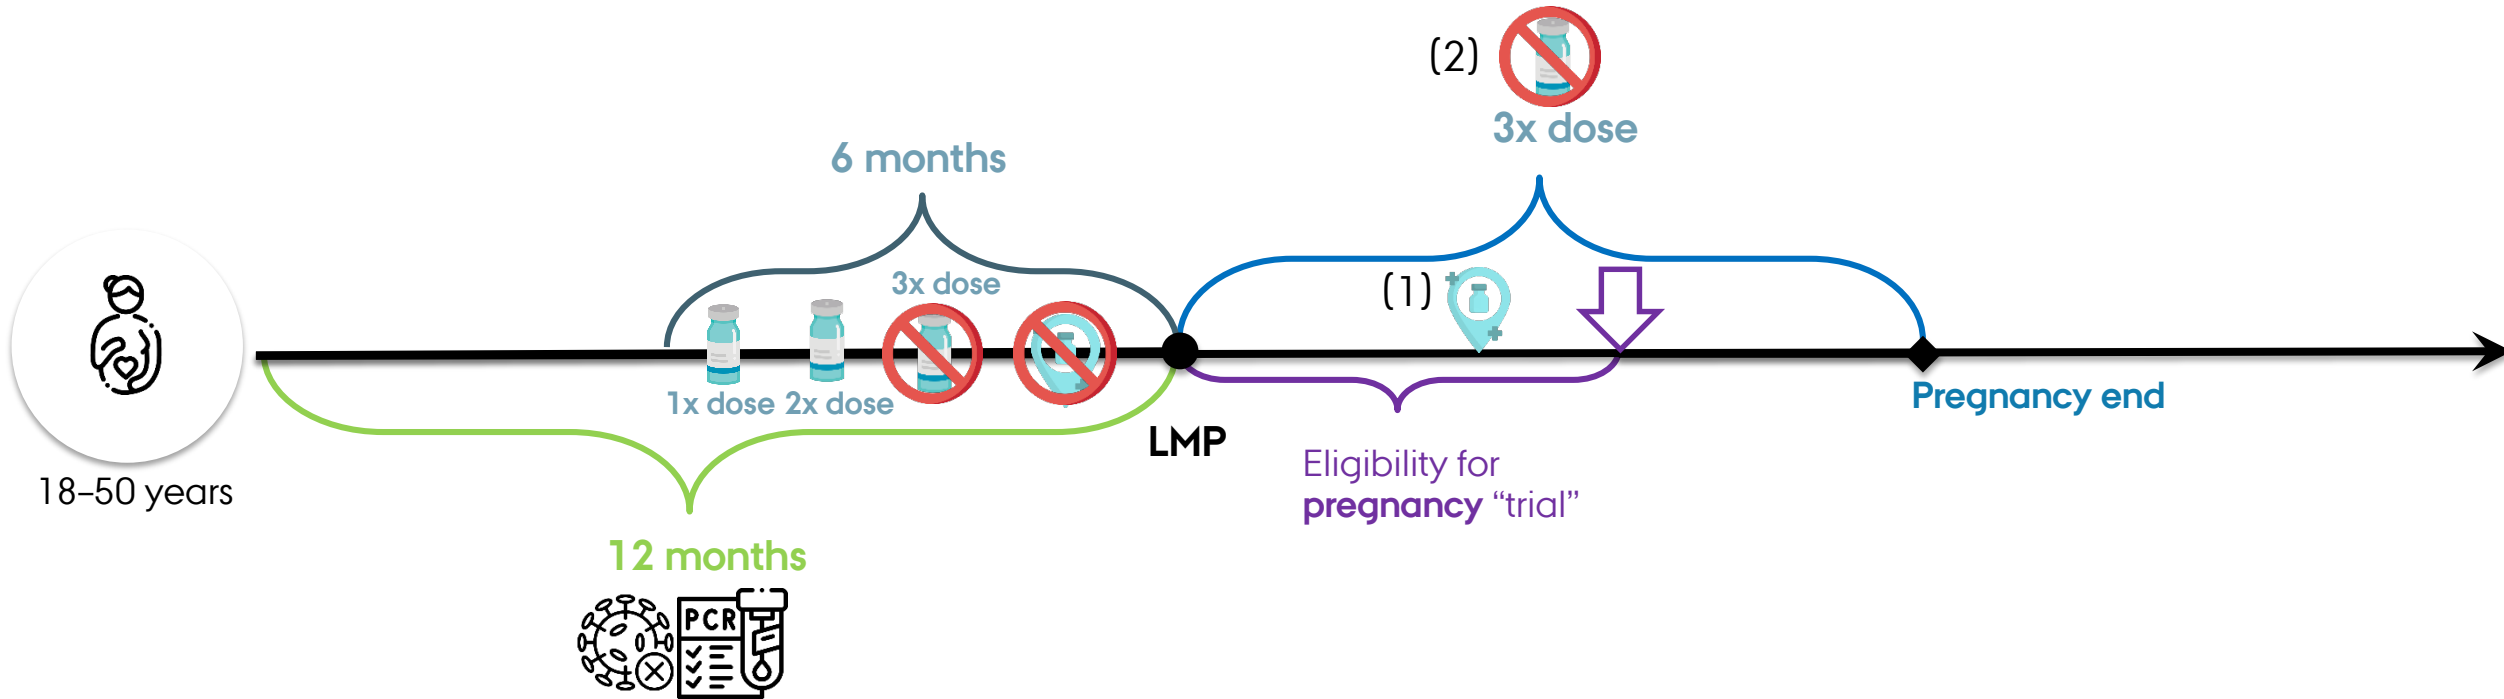 (2)
3x dose
6 months
3x dose
(1)
1x dose 2x dose
Pregnancy end
LMP
18–50 years
Eligibility for
pregnancy “trial”
12 months
PCR